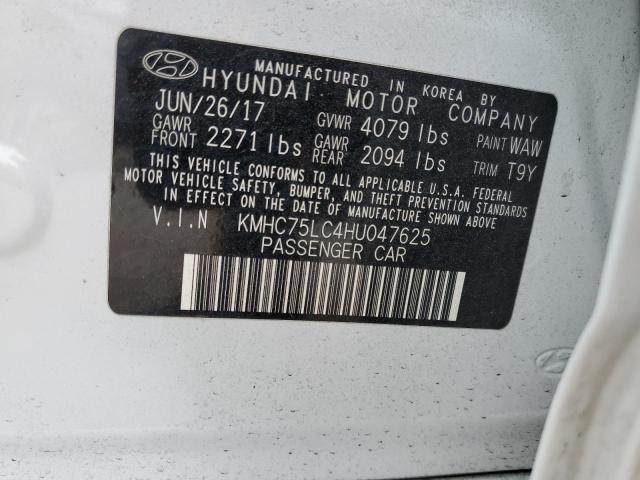 MANUFACTURED IN KOREA BY
HYUNDAI MOTOR COMPANY
JUN/26/17 GVWR 4079 lbs PAINT WAW
GAWR FRONT 2271 lbs GAWR REAR 2094 lbs TRIM T9Y
THIS VEHICLE CONFORMS TO ALL APPLICABLE U.S.A. FEDERAL
MOTOR VEHICLE SAFETY, BUMPER, AND THEFT PREVENTION STANDARDS
IN EFFECT ON THE DATE OF MANUFACTURE SHOWN ABOVE.
V.I.N KMHC75LC4HU047625
PASSENGER CAR